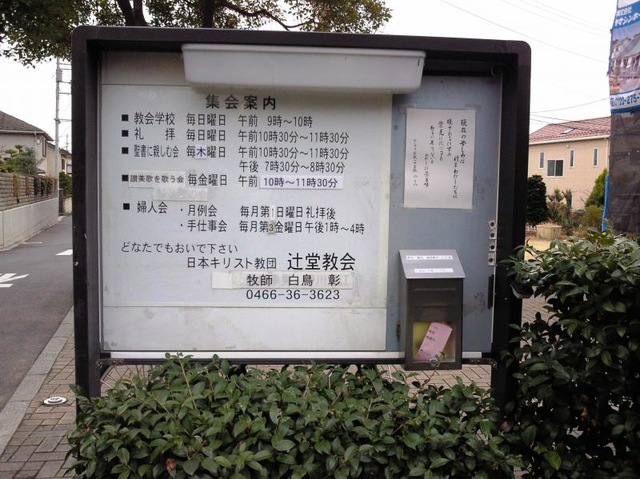 集会案内
■ 教会学校 毎日曜日 午前 9時～10時
■ 礼 拝 毎日曜日 午前10時30分～11時30分
■ 聖書に親しむ会 毎木曜日 午前10時30分～11時30分
午後 7時30分～8時30分
■ 讃美歌を歌う会 毎金曜日 午前 10時～11時30分
■ 婦人会 ・月例会 毎月第1日曜日礼拝後
・手仕事会 毎月第3金曜日午後1時～4時
どなたでもおいで下さい
日本キリスト教団 辻堂教会
牧師 白鳥 彰
0466-36-3623